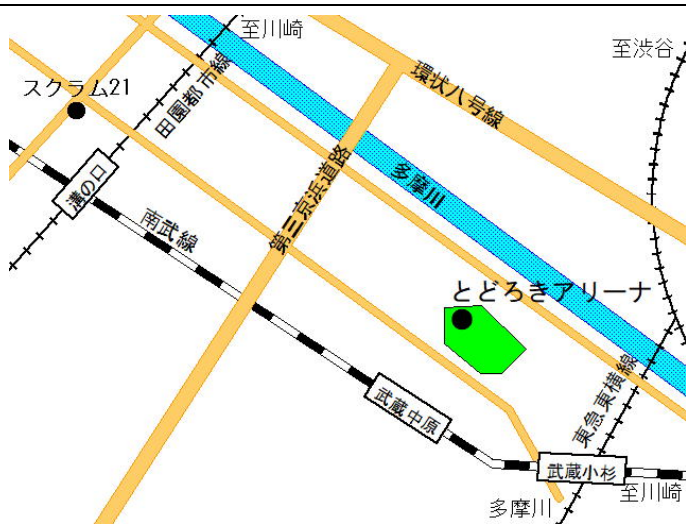 至川崎
至渋谷
スクラム21
田園都市線
環状八号線
溝の口
多摩川
第三京浜道路
南武線
とどろきアリーナ
武蔵中原
東急東横線
武蔵小杉
至川崎
多摩川